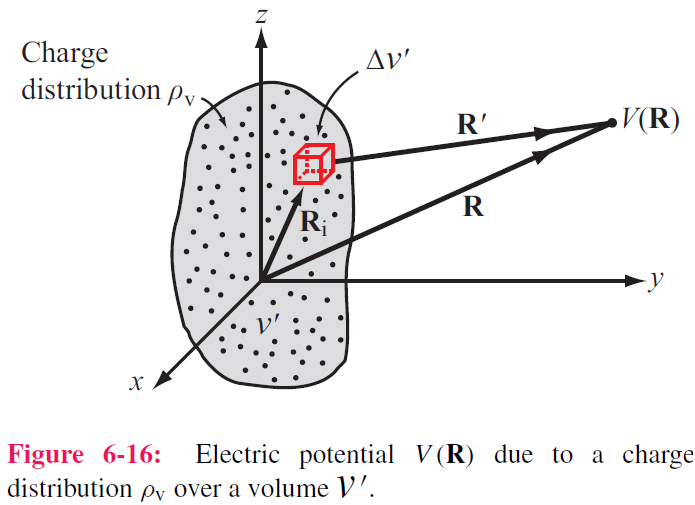 z
Charge
distribution ρv
Δv′
R′
V(R)
R
Ri
y
v′
x
Figure 6-16: Electric potential V(R) due to a charge
distribution ρv over a volume V′.